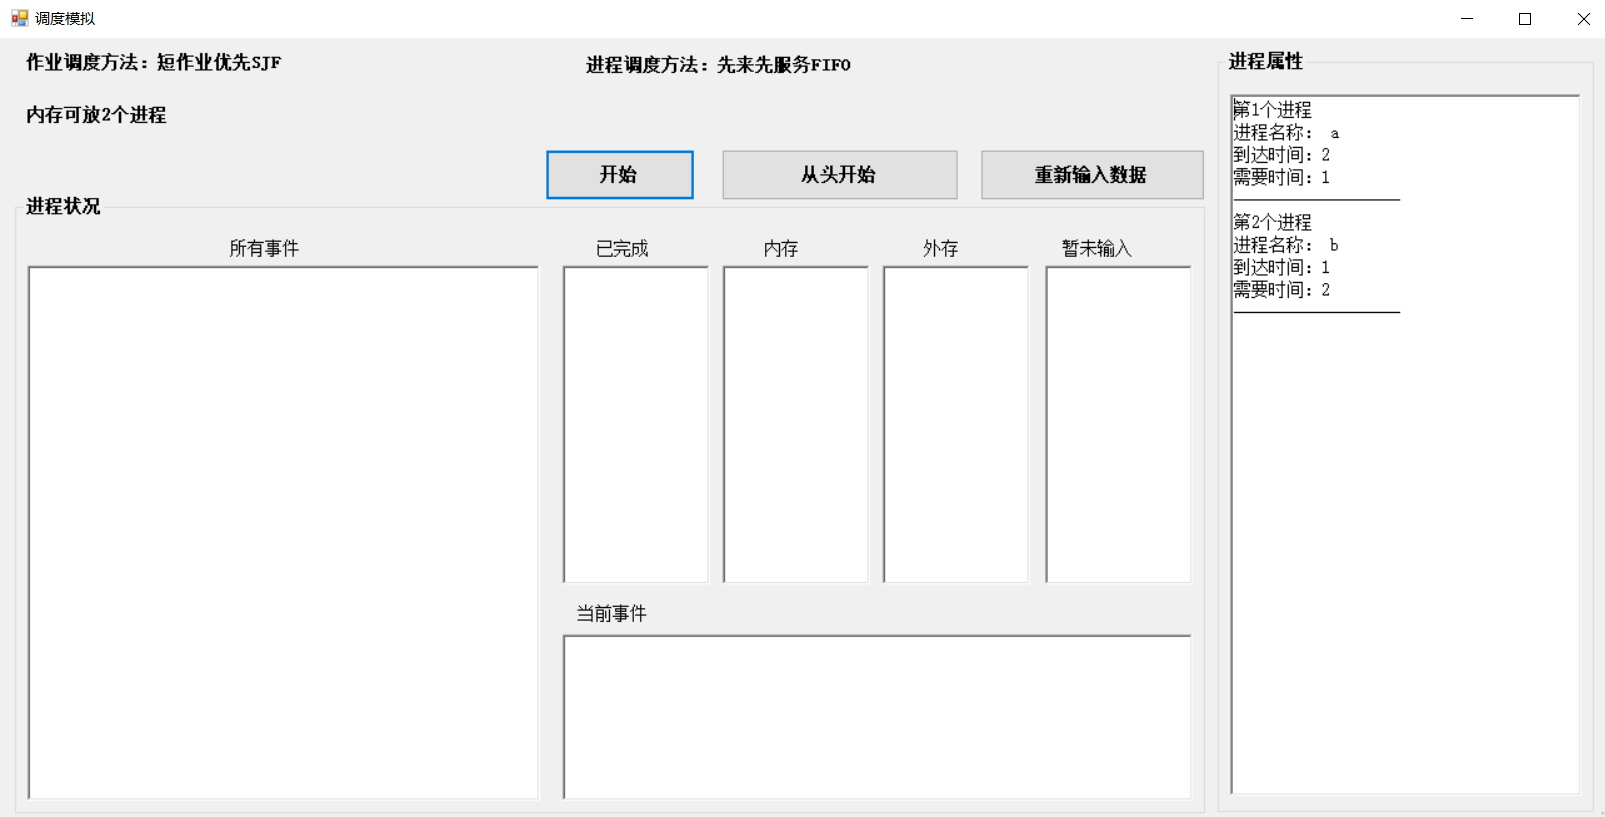 调度模拟
作业调度方法：短作业优先SJF
进程调度方法：先来先服务FIFO
内存可放2个进程
开始
从头开始
重新输入数据
进程状况
所有事件
已完成
内存
外存
暂未输入
当前事件
进程属性
第1个进程
进程名称： a
到达时间：2
需要时间：1
第2个进程
进程名称： b
到达时间：1
需要时间：2